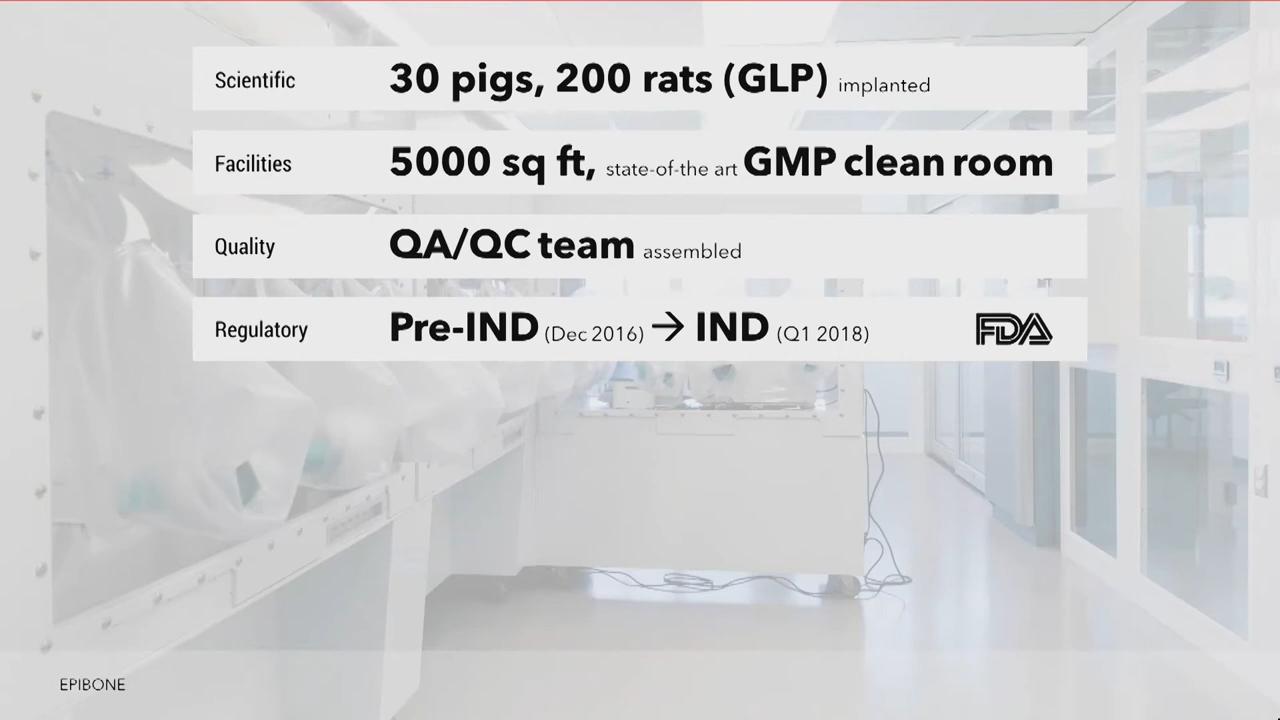 Scientific 30 pigs, 200 rats (GLP) implanted
Facilities 5000 sq ft, state-of-the art GMP clean room
Quality QA/QC team assembled
Regulatory Pre-IND (Dec 2016) → IND (Q1 2018) FDA
EPIBONE